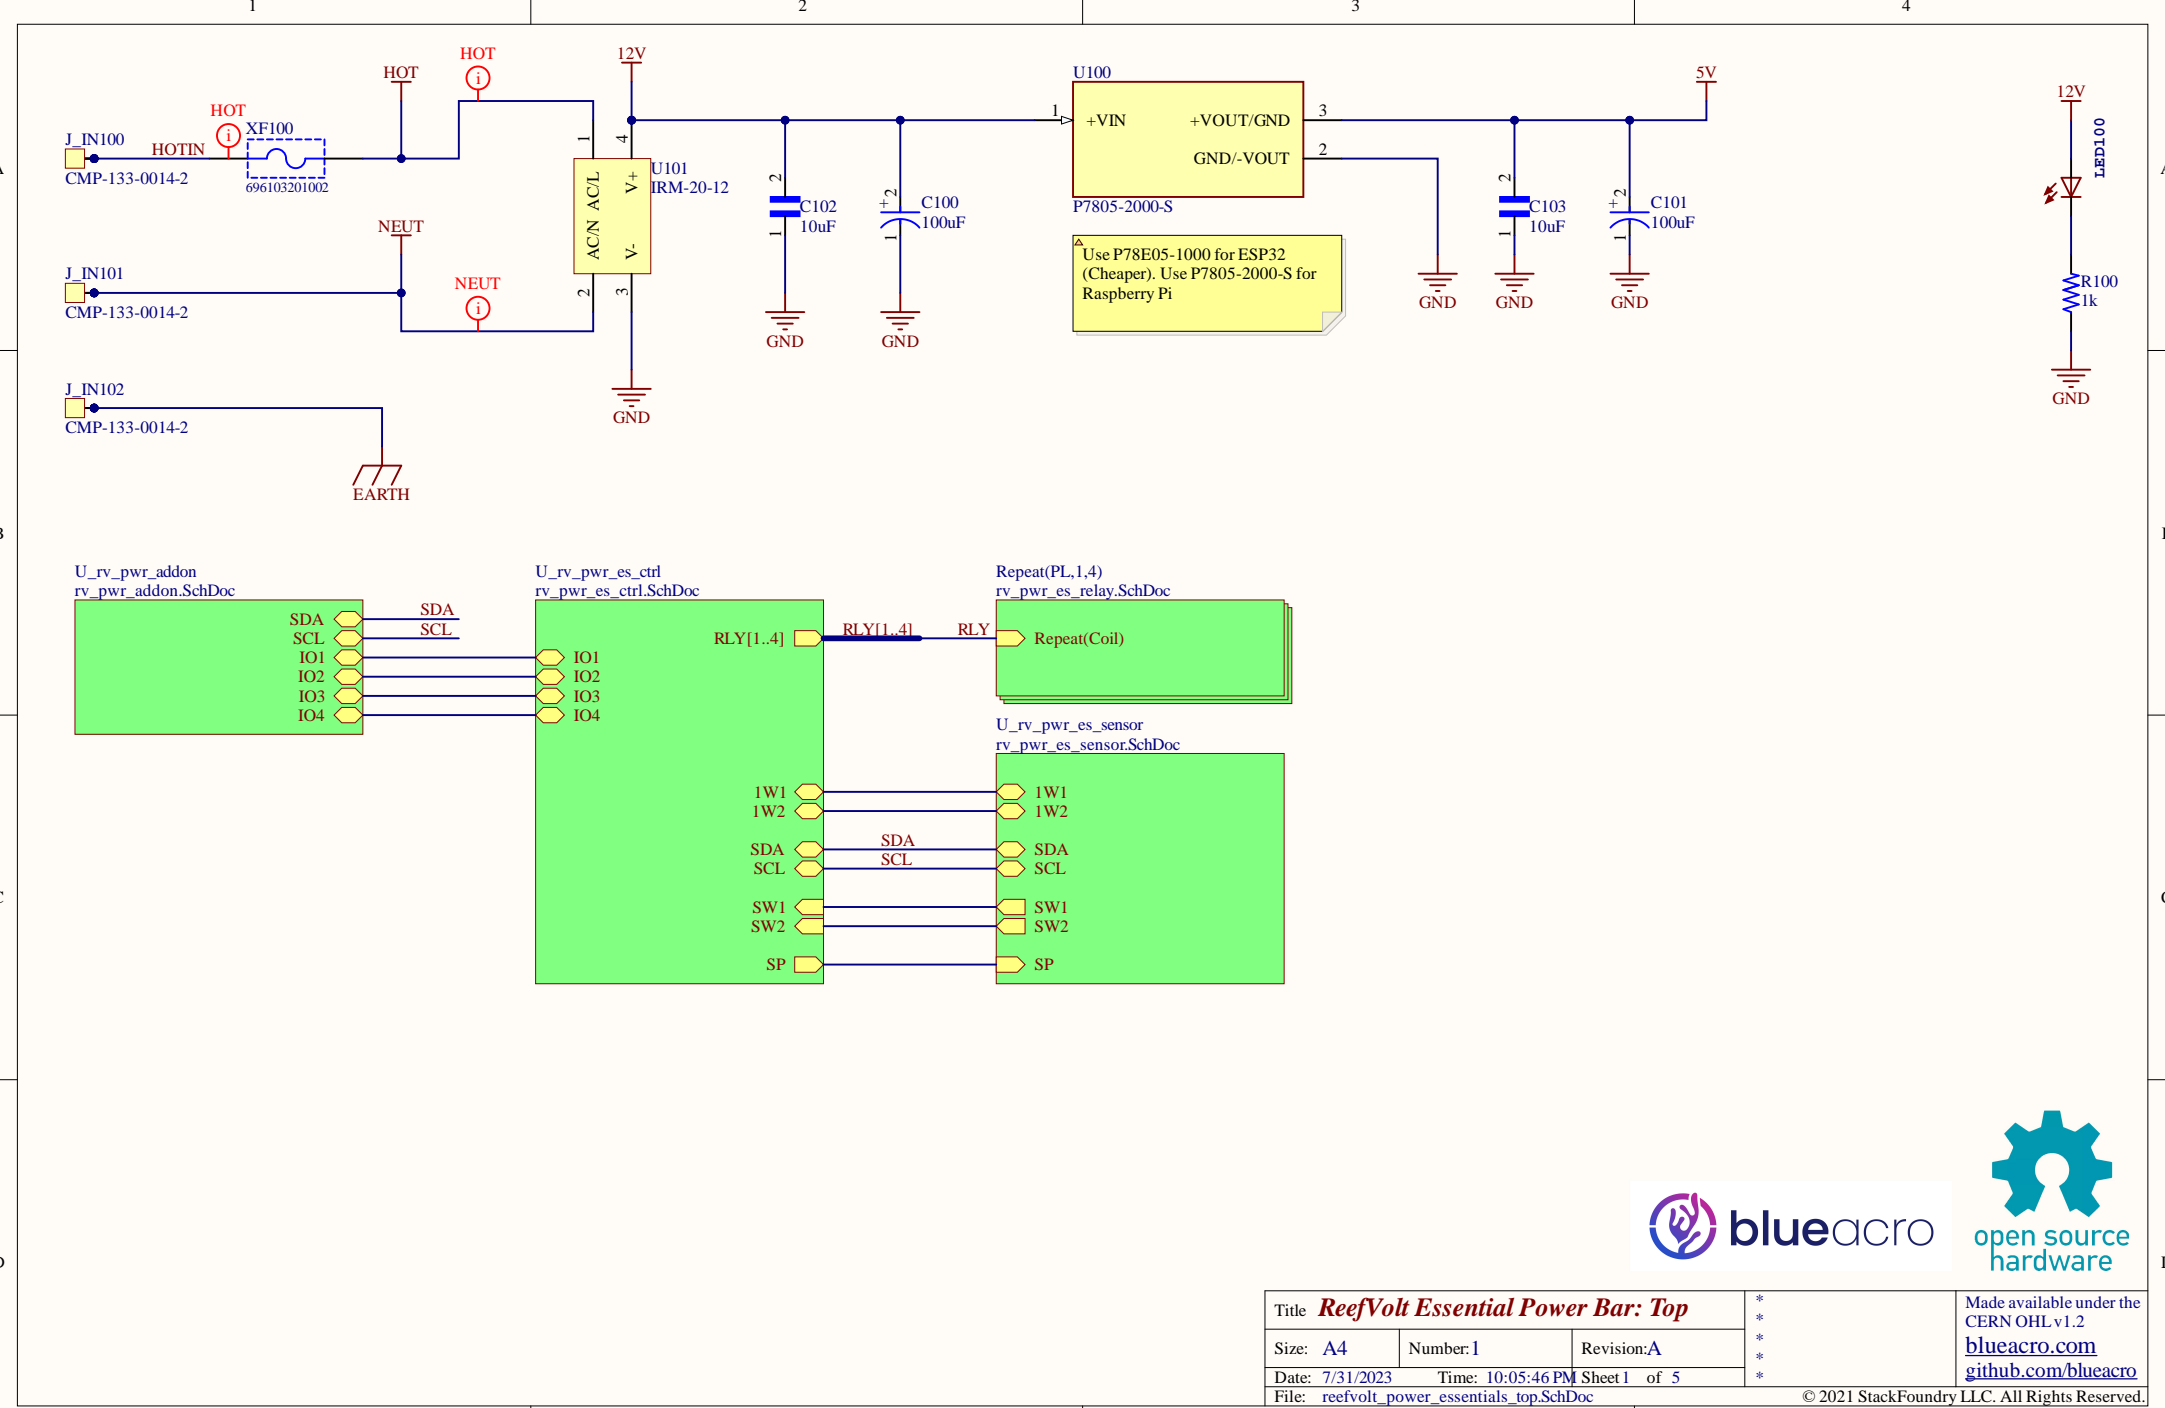 1
2
3
4
HOT
HOT
HOT
J_IN100
HOTIN
XF100
CMP-133-0014-2
696103201002
NEUT
J_IN101
NEUT
CMP-133-0014-2
J_IN102
CMP-133-0014-2
EARTH
12V
1
4
U101
IRM-20-12
AC/N AC/L
V+
V-
2
3
GND
2
C102
10uF
1
GND
+
2
C100
100uF
1
GND
U100
1
+VIN
+VOUT/GND
3
GND/-VOUT
2
P7805-2000-S
Use P78E05-1000 for ESP32
(Cheaper). Use P7805-2000-S for
Raspberry Pi
GND
5V
2
C103
10uF
1
GND
+
2
C101
100uF
1
GND
12V
LED100
R100
1k
GND
U_rv_pwr_addon
rv_pwr_addon.SchDoc
SDA
SDA
SCL
SCL
IO1
IO2
IO3
IO4
U_rv_pwr_es_ctrl
rv_pwr_es_ctrl.SchDoc
IO1
IO2
IO3
IO4
RLY[1..4]
RLY[1..4]
RLY
1W1
1W2
SDA
SCL
SW1
SW2
SP
SDA
SCL
Repeat(PL,1,4)
rv_pwr_es_relay.SchDoc
Repeat(Coil)
U_rv_pwr_es_sensor
rv_pwr_es_sensor.SchDoc
1W1
1W2
SDA
SCL
SW1
SW2
SP
blueacro
open source
hardware
Title ReefVolt Essential Power Bar: Top
Size: A4 Number:1 Revision:A
Date: 7/31/2023 Time: 10:05:46 PM Sheet 1 of 5
File: reefvolt_power_essentials_top.SchDoc
*
*
*
*
*
Made available under the
CERN OHL v1.2
blueacro.com
github.com/blueacro
© 2021 StackFoundry LLC. All Rights Reserved.